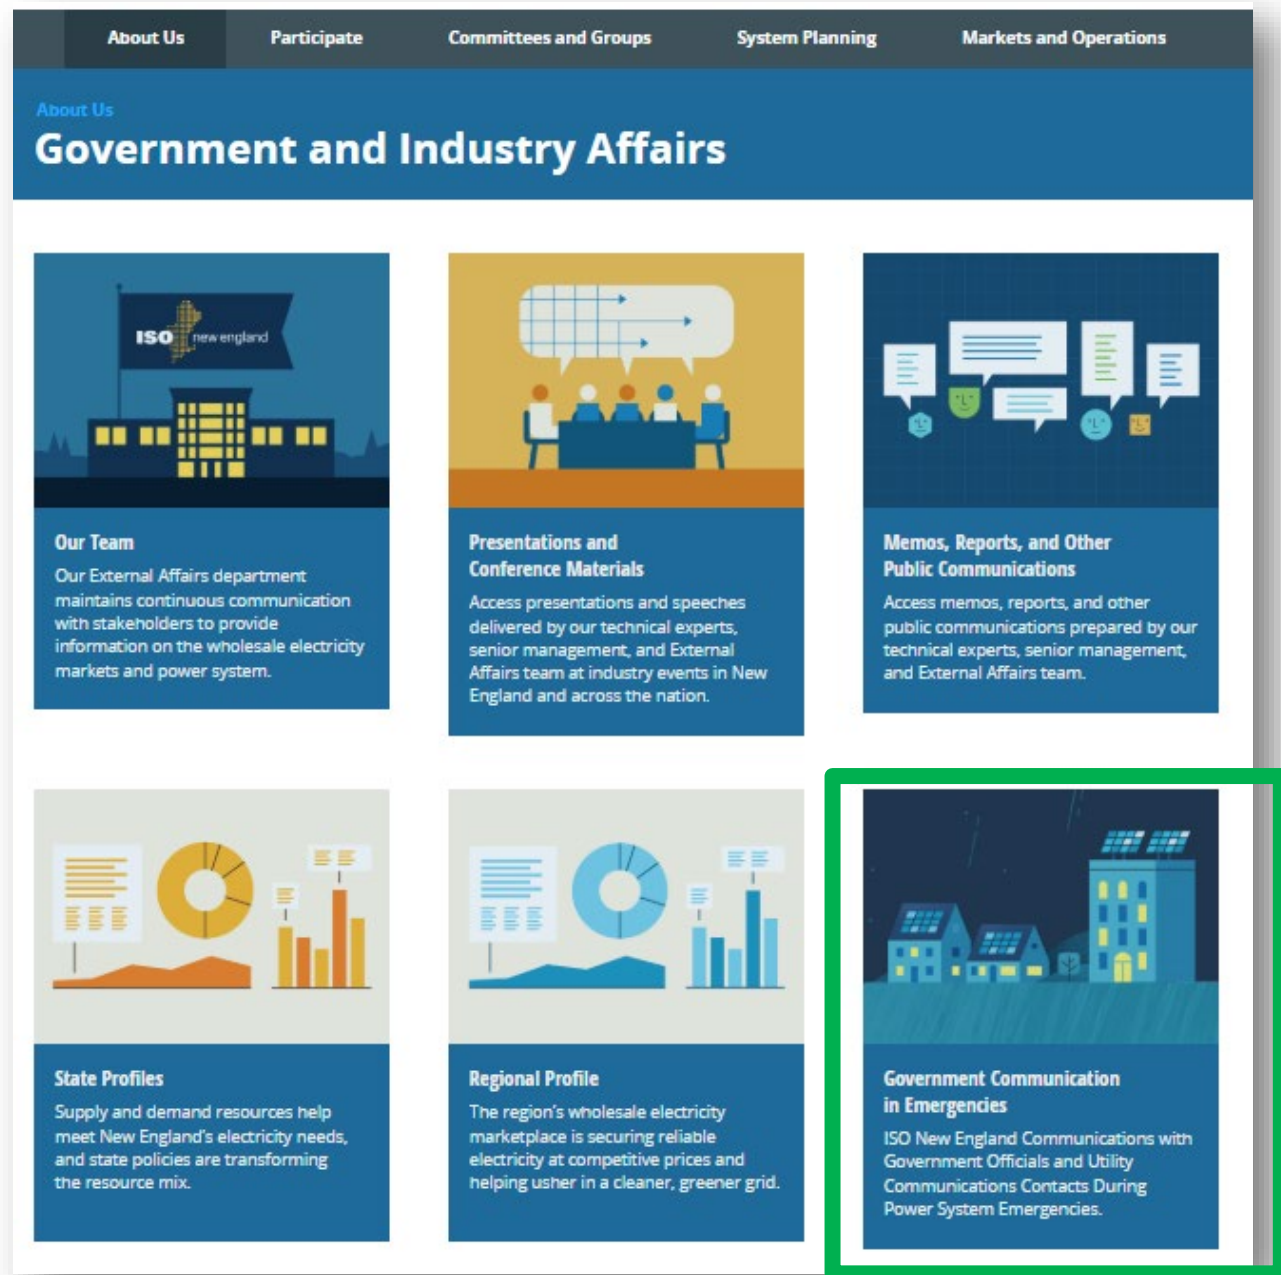 About Us Participate Committees and Groups System Planning Markets and Operations
About Us
Government and Industry Affairs
ISO new england
Our Team
Our External Affairs department
maintains continuous communication
with stakeholders to provide
information on the wholesale electricity
markets and power system.
Presentations and
Conference Materials
Access presentations and speeches
delivered by our technical experts,
senior management, and External
Affairs team at industry events in New
England and across the nation.
Memos, Reports, and Other
Public Communications
Access memos, reports, and other
public communications prepared by our
technical experts, senior management,
and External Affairs team.
State Profiles
Supply and demand resources help
meet New England's electricity needs,
and state policies are transforming
the resource mix.
Regional Profile
The region's wholesale electricity
marketplace is securing reliable
electricity at competitive prices and
helping usher in a cleaner, greener grid.
Government Communication
in Emergencies
ISO New England Communications with
Government Officials and Utility
Communications Contacts During
Power System Emergencies.